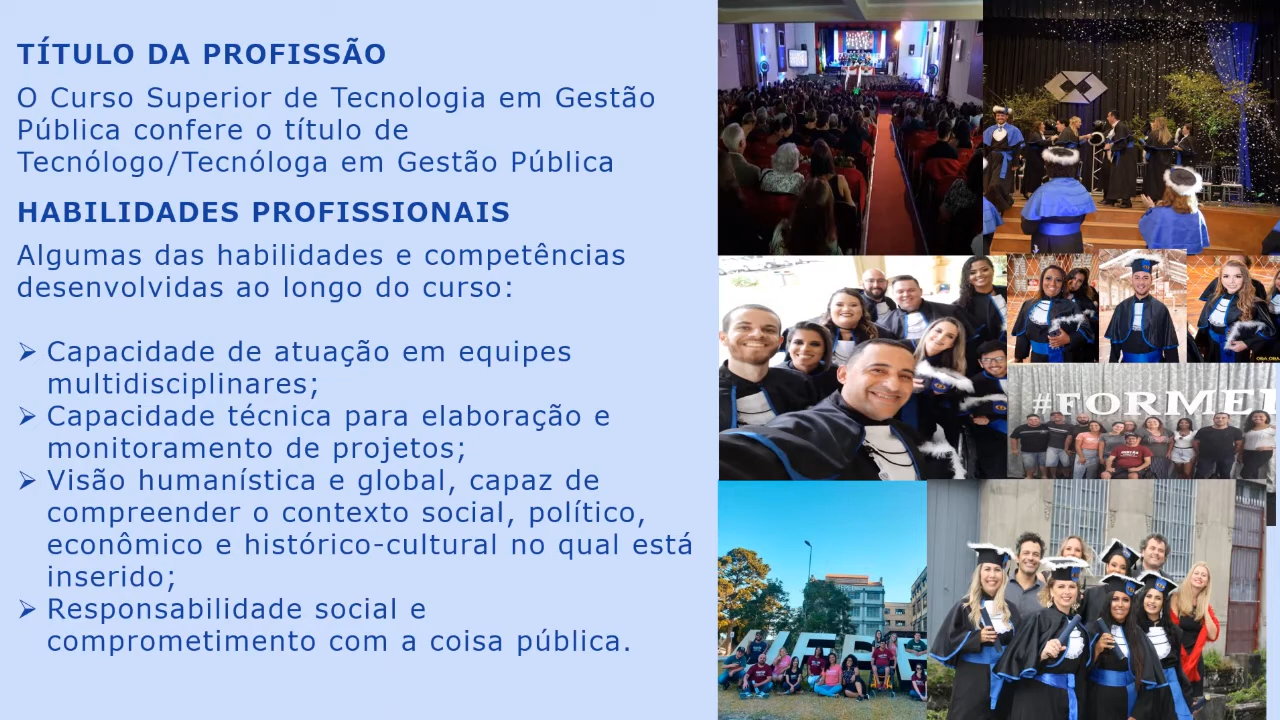 TÍTULO DA PROFISSÃO
O Curso Superior de Tecnologia em Gestão
Pública confere o título de
Tecnólogo/Tecnóloga em Gestão Pública
HABILIDADES PROFISSIONAIS
Algumas das habilidades e competências
desenvolvidas ao longo do curso:
➢ Capacidade de atuação em equipes
multidisciplinares;
➢ Capacidade técnica para elaboração e
monitoramento de projetos;
➢ Visão humanística e global, capaz de
compreender o contexto social, político,
econômico e histórico-cultural no qual está
inserido;
➢ Responsabilidade social e
comprometimento com a coisa pública.
#FORMEI